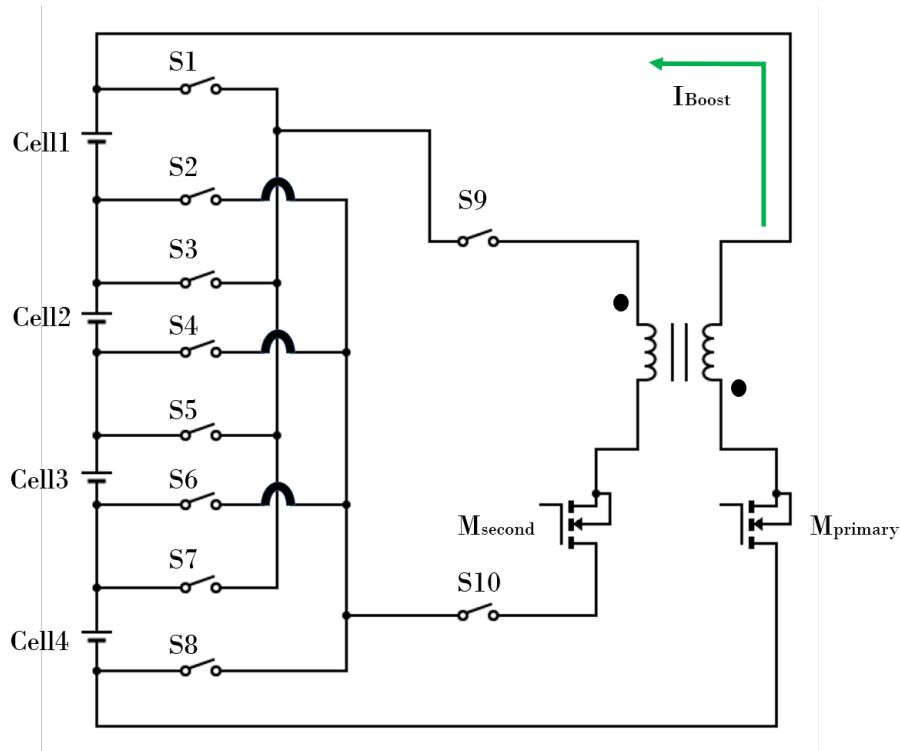 S1
IBoost
Cell1
S2
S9
S3
Cell2
S4
S5
Cell3
S6
Msecond
Mprimary
S7
S10
Cell4
S8